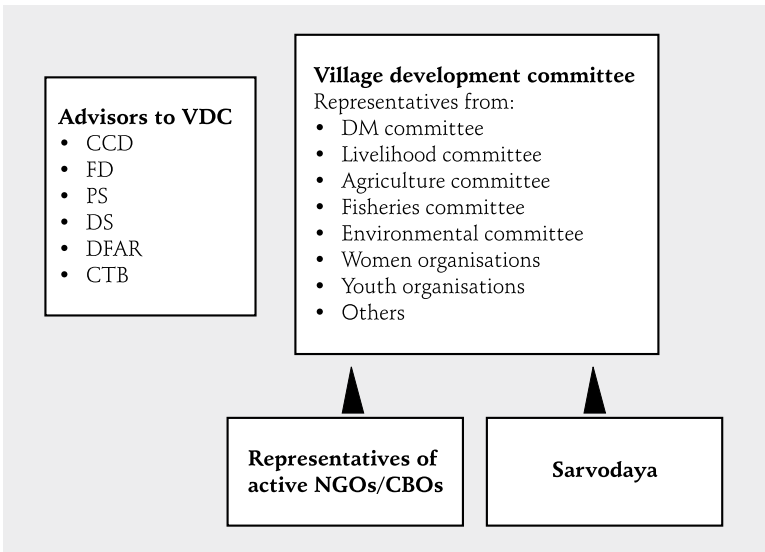 Advisors to VDC
• CCD
• FD
• PS
• DS
• DFAR
• CTB
Village development committee
Representatives from:
• DM committee
• Livelihood committee
• Agriculture committee
• Fisheries committee
• Environmental committee
• Women organisations
• Youth organisations
• Others
Representatives of
active NGOs/CBOs
Sarvodaya